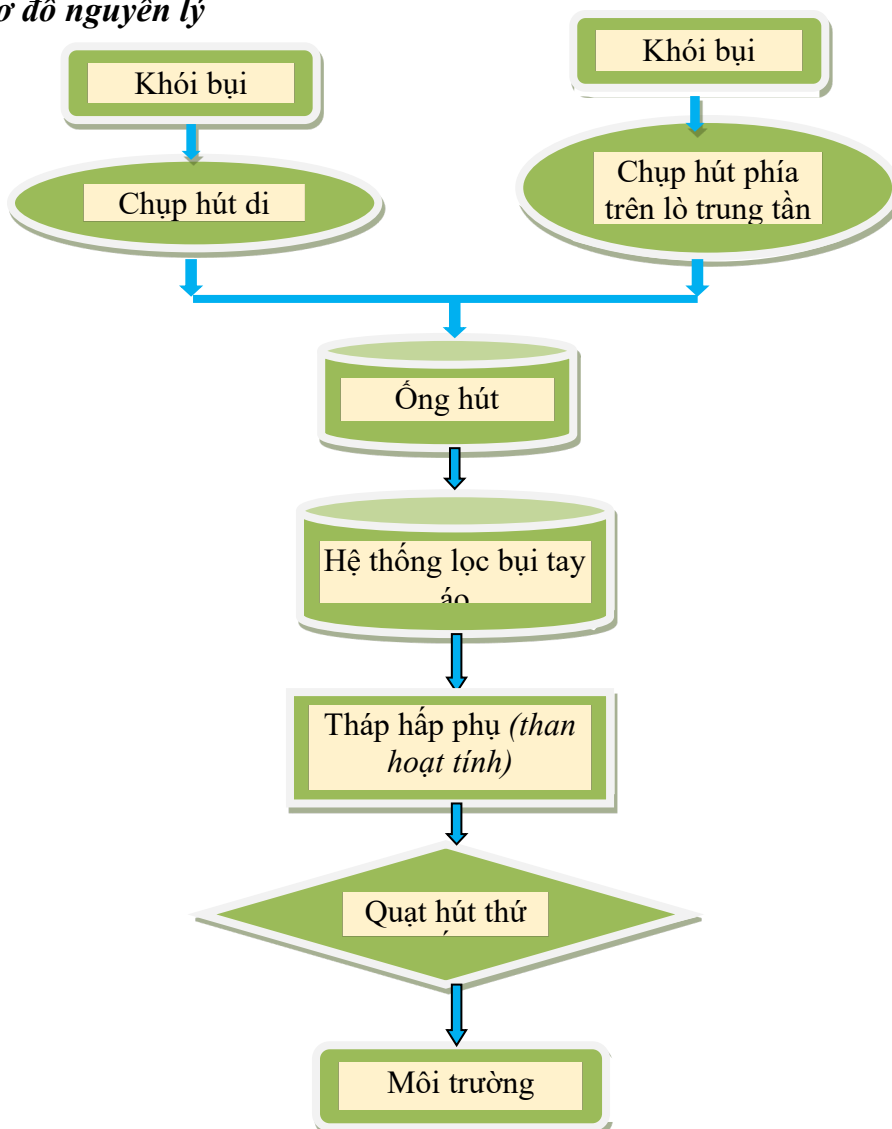 ơ đồ nguyên lý
Khói bụi
Khói bụi
Chụp hút di
Chụp hút phía
trên lò trung tần
Ống hút
Hệ thống lọc bụi tay
áo
Tháp hấp phụ (than
hoạt tính)
Quạt hút thứ
Môi trường